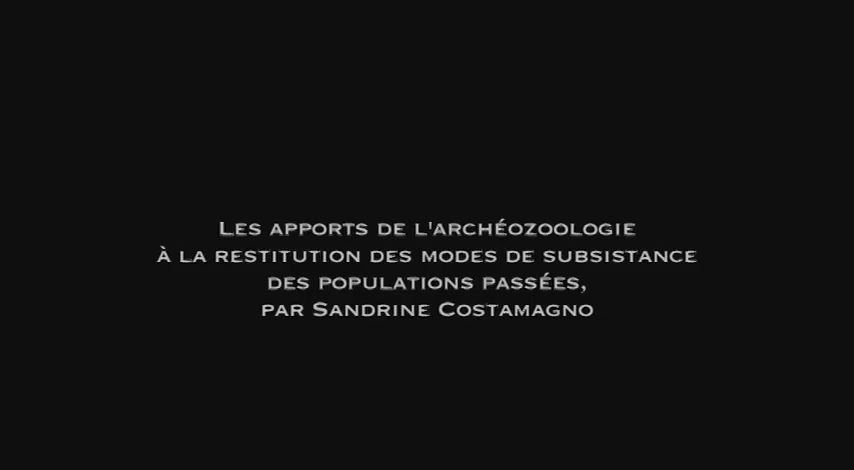 Les apports de l'archéozoologie
à la restitution des modes de subsistance
des populations passées,
par Sandrine Costamagno